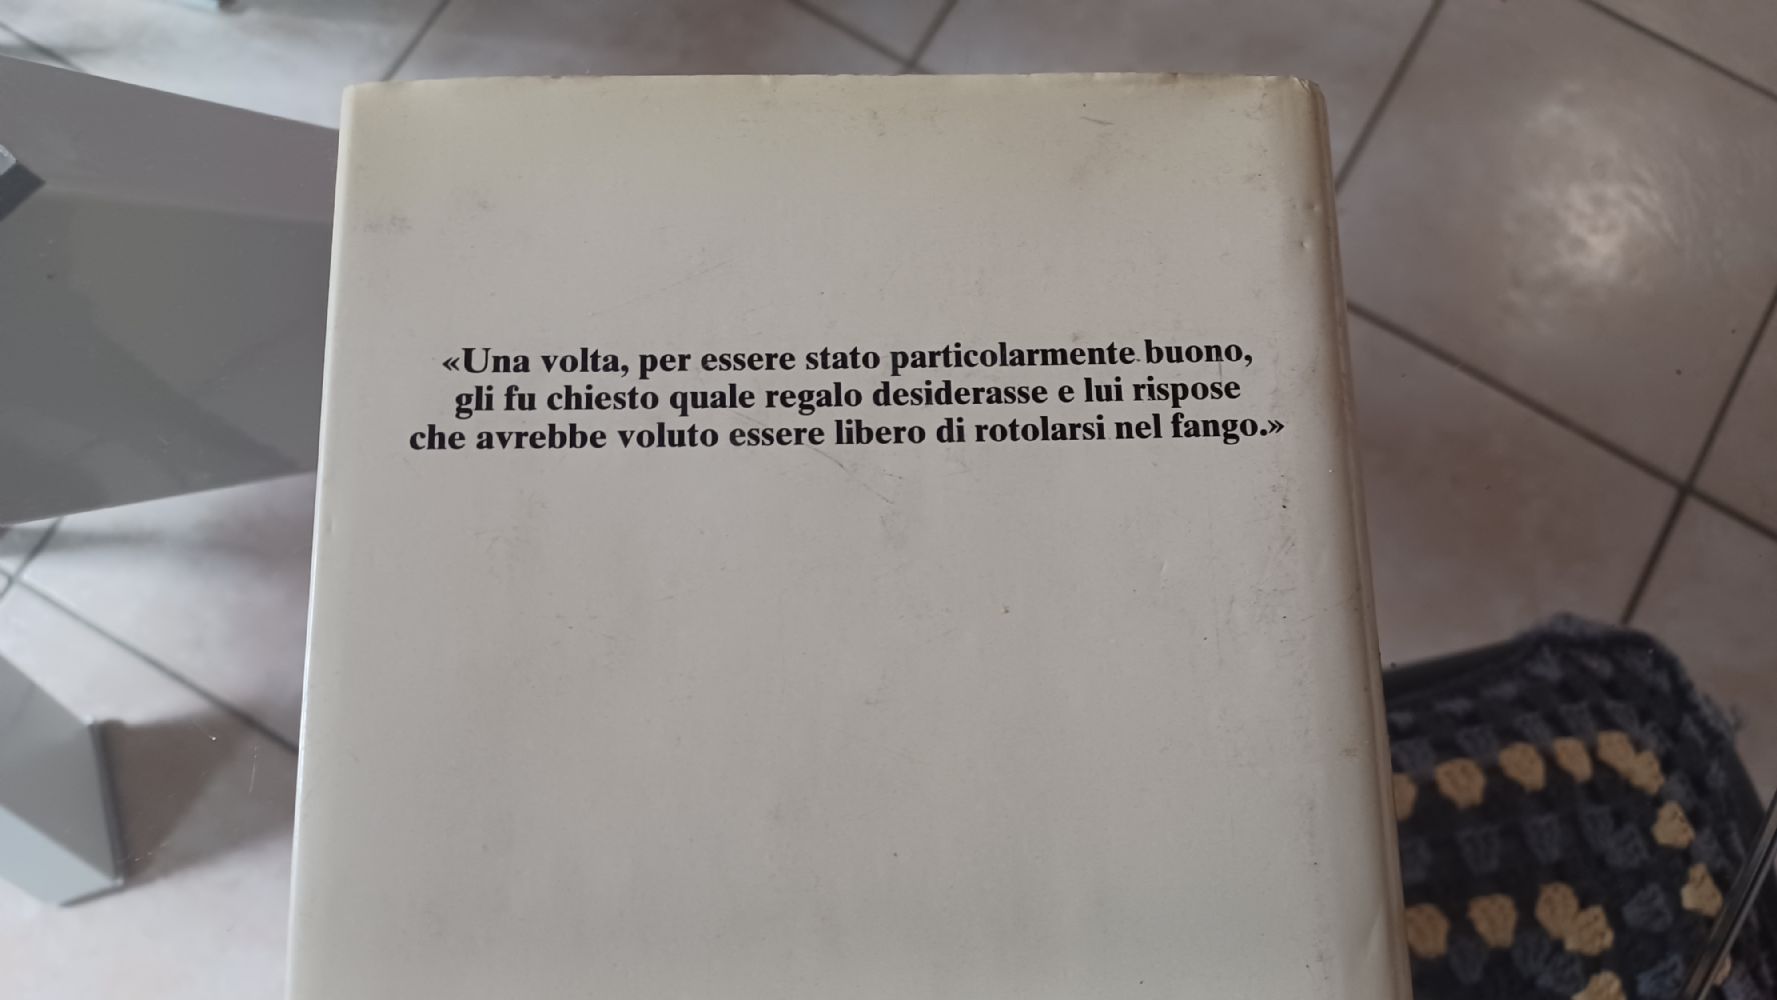 «Una volta, per essere stato particolarmente buono,
gli fu chiesto quale regalo desiderasse e lui rispose
che avrebbe voluto essere libero di rotolarsi nel fango.»